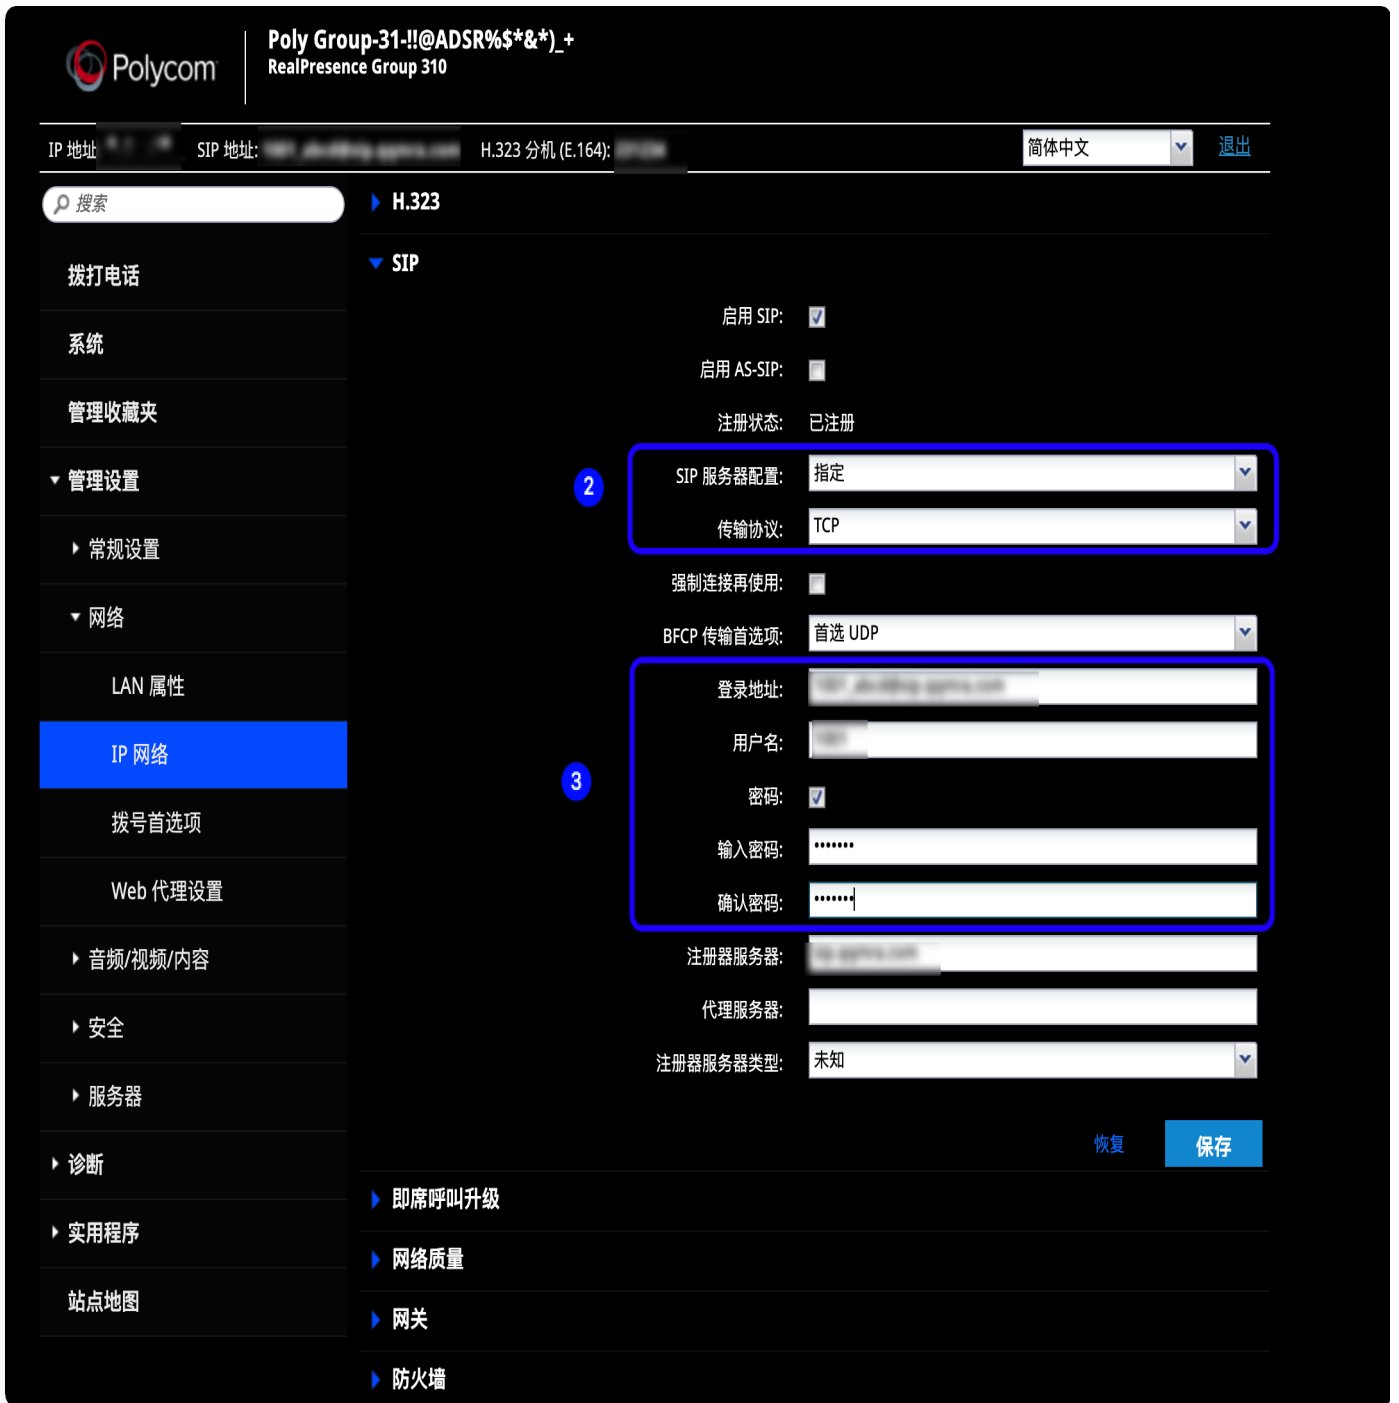 Polycom
Poly Group-31-!!@ADSR%$*&*)_+
RealPresence Group 310
IP 地址
SIP 地址:
H.323 分机 (E.164):
简体中文
退出
搜索
拨打电话
系统
管理收藏夹
管理设置
常规设置
网络
LAN 属性
IP 网络
拨号首选项
Web 代理设置
音频/视频/内容
安全
服务器
诊断
实用程序
站点地图
H.323
SIP
启用 SIP:
启用 AS-SIP:
注册状态: 已注册
2
SIP 服务器配置: 指定
传输协议: TCP
强制连接再使用:
BFCP 传输首选项: 首选 UDP
登录地址:
用户名:
3
密码:
输入密码: •••••••
确认密码: •••••••
注册器服务器:
代理服务器:
注册器服务器类型: 未知
恢复
保存
即席呼叫升级
网络质量
网关
防火墙